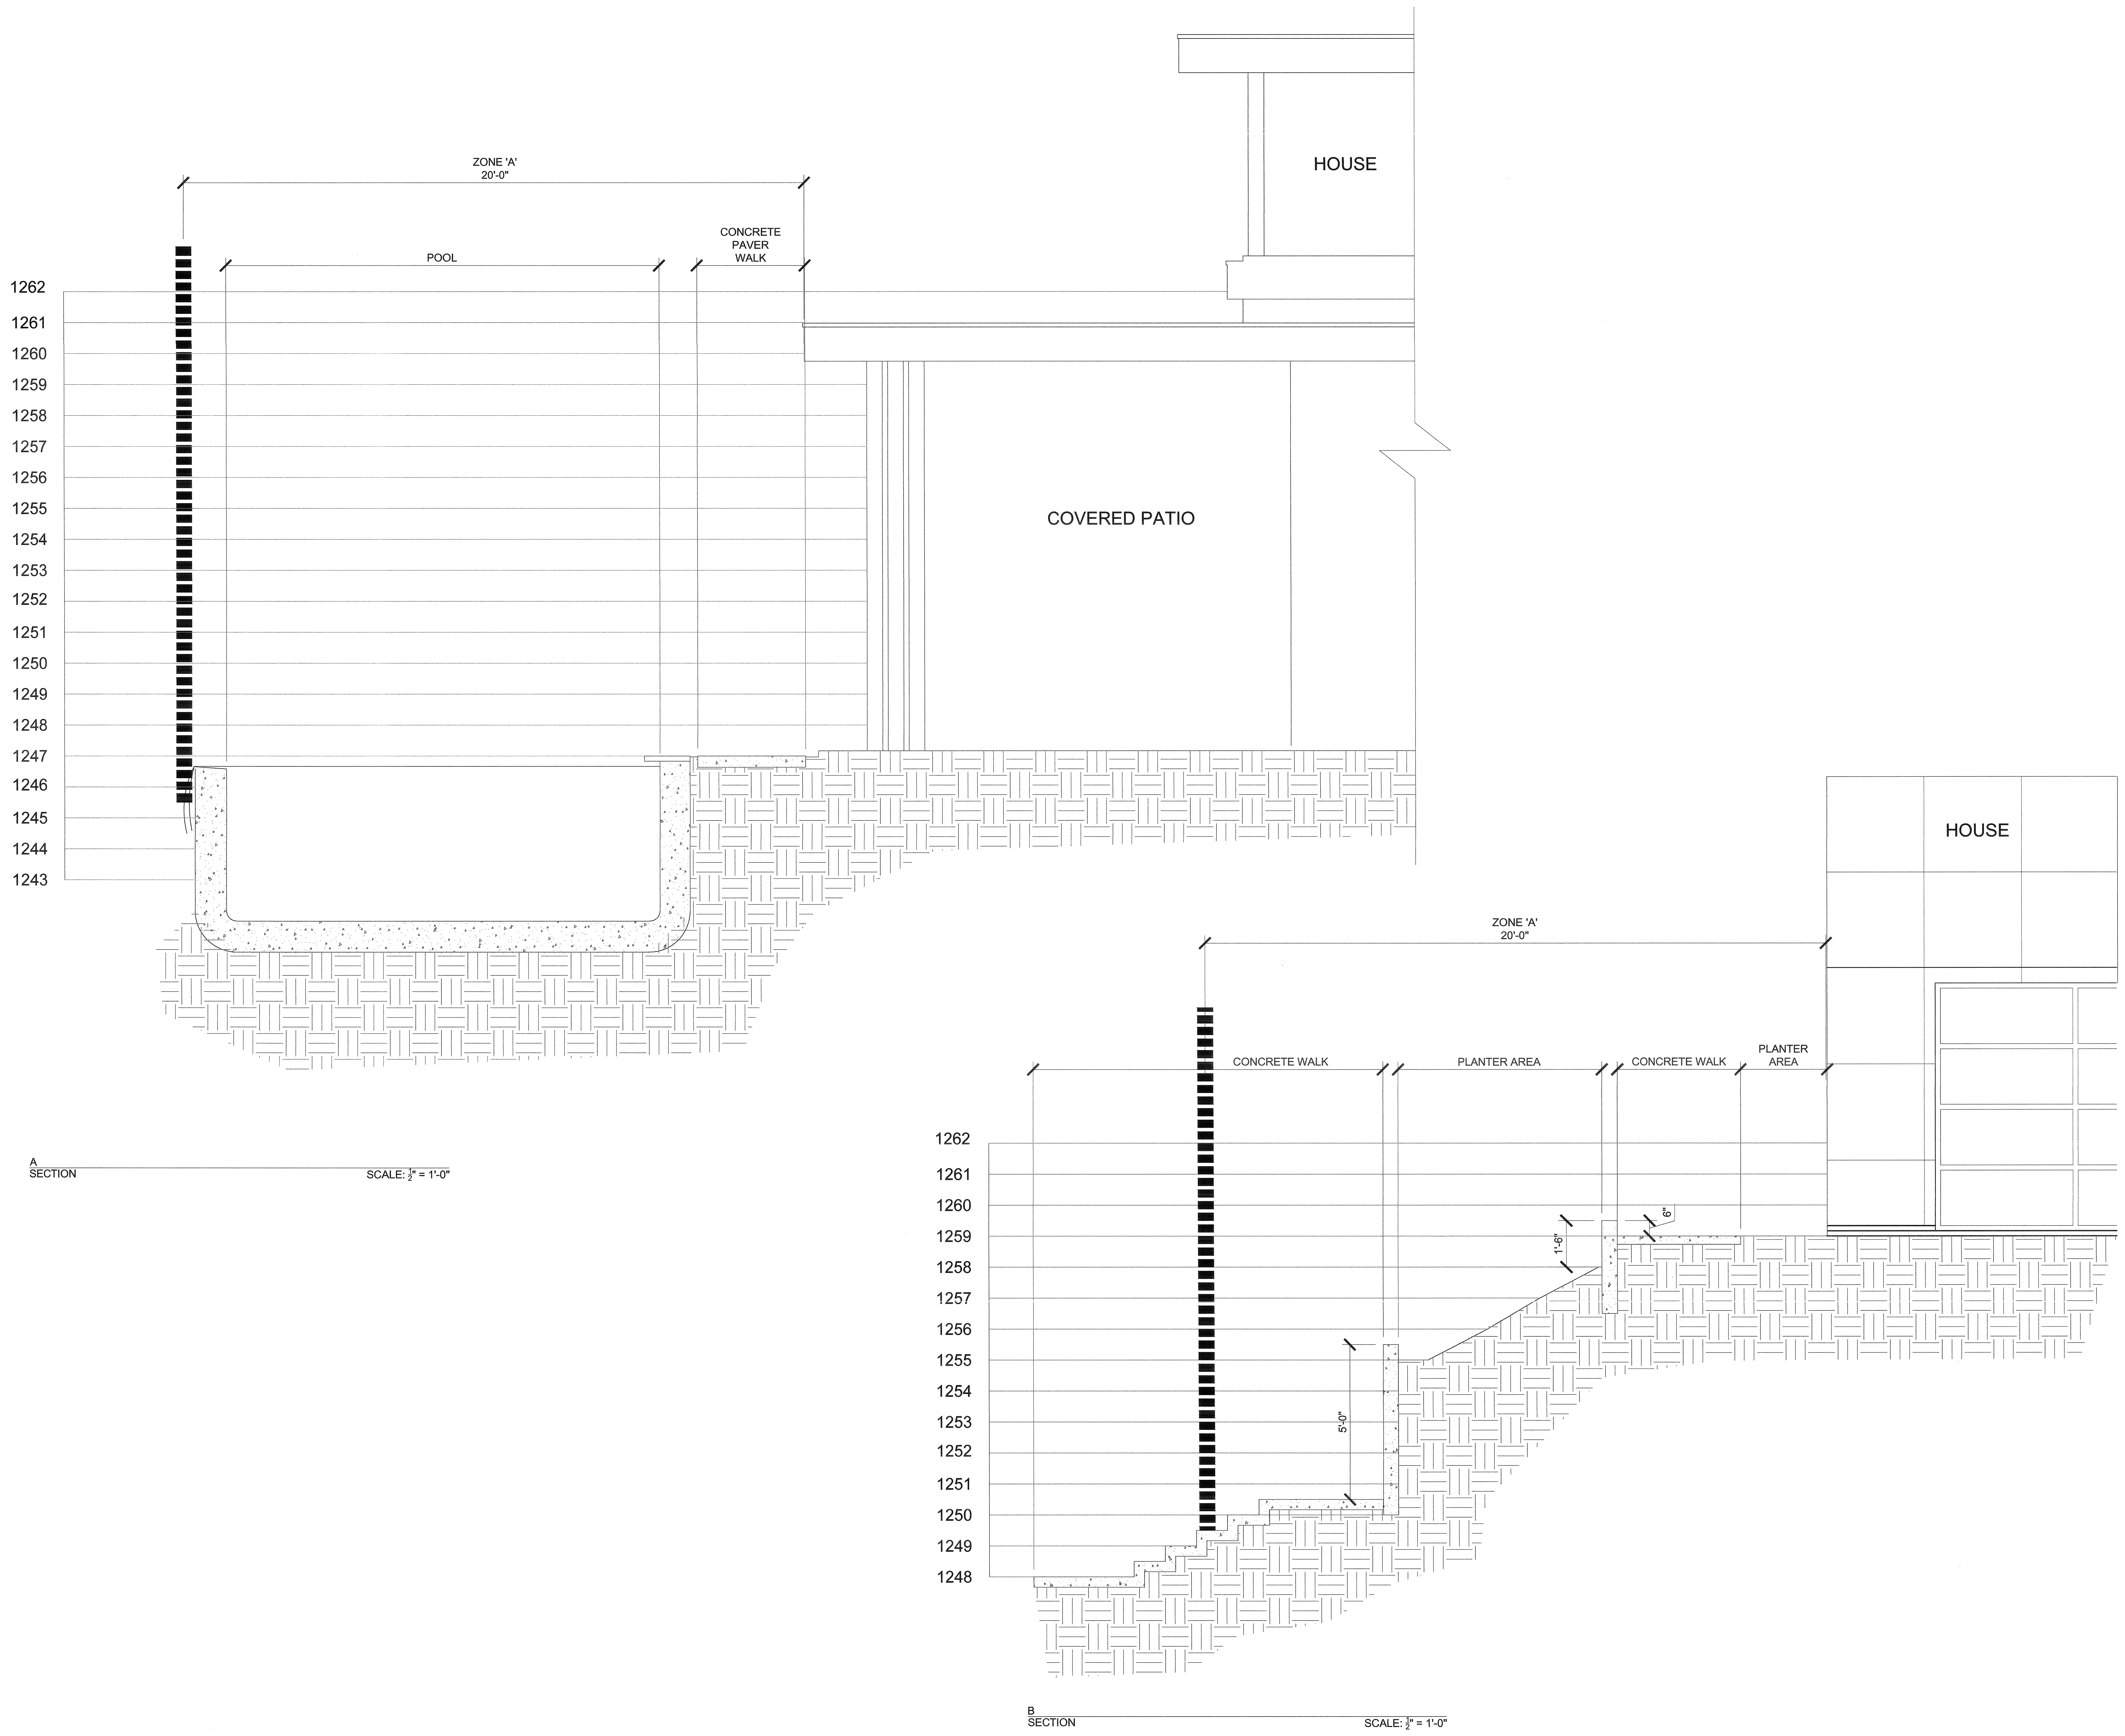 HOUSE
ZONE 'A'
20'-0"
CONCRETE
PAVER
WALK
POOL
1262
1261
1260
1259
1258
1257
1256
1255
1254
1253
1252
1251
1250
1249
1248
1247
1246
1245
1244
1243
COVERED PATIO
A
SECTION
SCALE: ½" = 1'-0"
HOUSE
ZONE 'A'
20'-0"
CONCRETE WALK
PLANTER AREA
CONCRETE WALK
PLANTER
AREA
1262
1261
1260
1259
1258
1257
1256
1255
1254
1253
1252
1251
1250
1249
1248
6"
1'-6"
5'-0"
B
SECTION
SCALE: ½" = 1'-0"